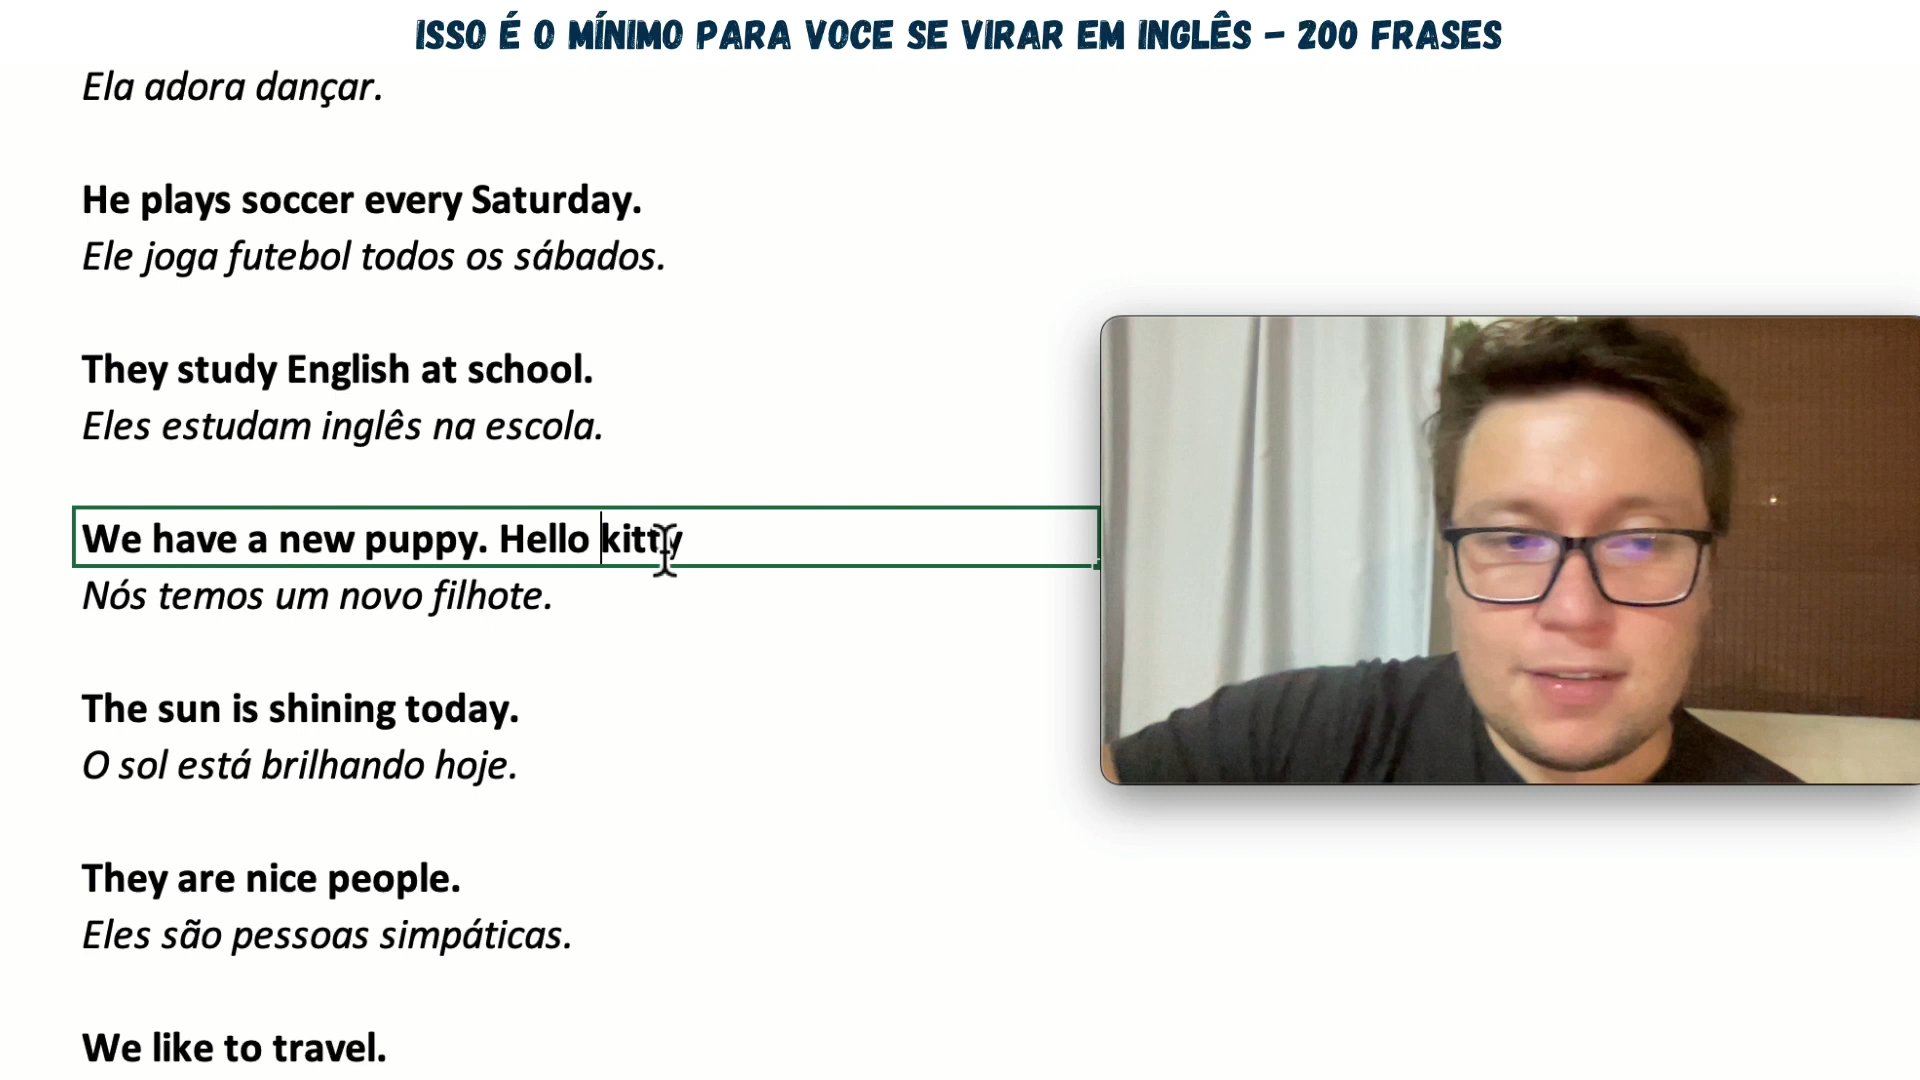 ISSO É O MÍNIMO PARA VOCE SE VIRAR EM INGLÊS – 200 FRASES
Ela adora dançar.
He plays soccer every Saturday.
Ele joga futebol todos os sábados.
They study English at school.
Eles estudam inglês na escola.
We have a new puppy. Hello kitty
Nós temos um novo filhote.
The sun is shining today.
O sol está brilhando hoje.
They are nice people.
Eles são pessoas simpáticas.
We like to travel.